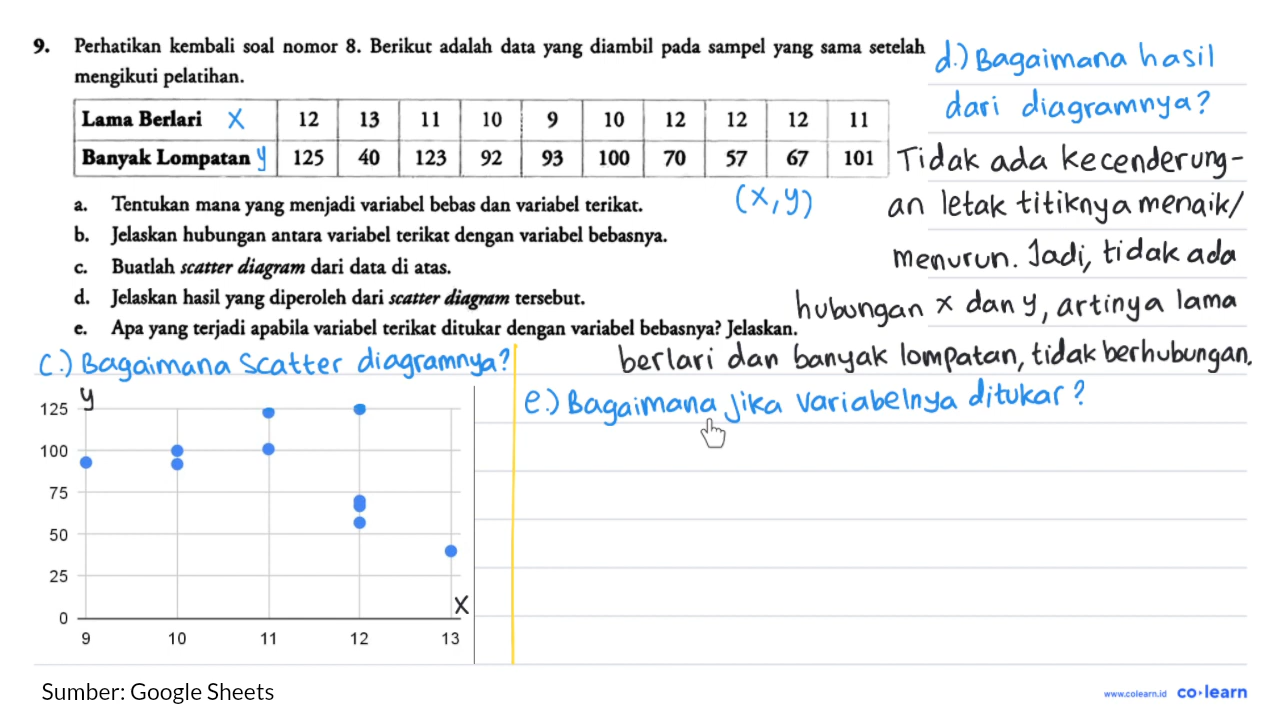 9. Perhatikan kembali soal nomor 8. Berikut adalah data yang diambil pada sampel yang sama setelah
mengikuti pelatihan.
Lama Berlari x 12 13 11 10 9 10 12 12 12 11
Banyak Lompatan y 125 40 123 92 93 100 70 57 67 101
(x,y)
a. Tentukan mana yang menjadi variabel bebas dan variabel terikat.
b. Jelaskan hubungan antara variabel terikat dengan variabel bebasnya.
c. Buatlah scatter diagram dari data di atas.
d. Jelaskan hasil yang diperoleh dari scatter diagram tersebut.
e. Apa yang terjadi apabila variabel terikat ditukar dengan variabel bebasnya? Jelaskan.
d.) Bagaimana hasil
dari diagramnya?
Tidak ada kecenderung-
an letak titiknya menaik/
menurun. Jadi, tidak ada
hubungan x dan y, artinya lama
berlari dan banyak lompatan, tidak berhubungan.
c.) Bagaimana scatter diagramnya?
y
125
100
75
50
25
0
x
9 10 11 12 13
e.) Bagaimana jika variabelnya ditukar?
Sumber: Google Sheets
www.colearn.id co·learn